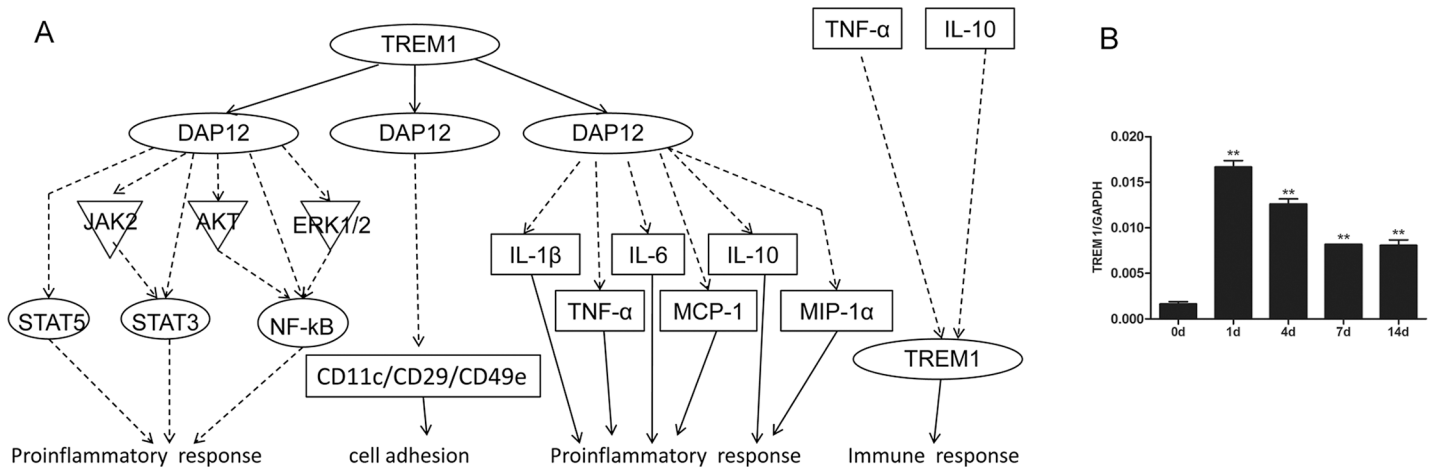 A
TREM1
TNF-α
IL-10
DAP12
DAP12
DAP12
JAK2
AKT
ERK1/2
IL-1β
IL-6
IL-10
STAT5
STAT3
NF-kB
TNF-α
MCP-1
MIP-1α
TREM1
CD11c/CD29/CD49e
Proinflammatory response
cell adhesion
Proinflammatory response
Immune response
B
TREM 1/GAPDH
0.020
0.015
0.010
0.005
0.000
**
**
**
**
0d
1d
4d
7d
14d